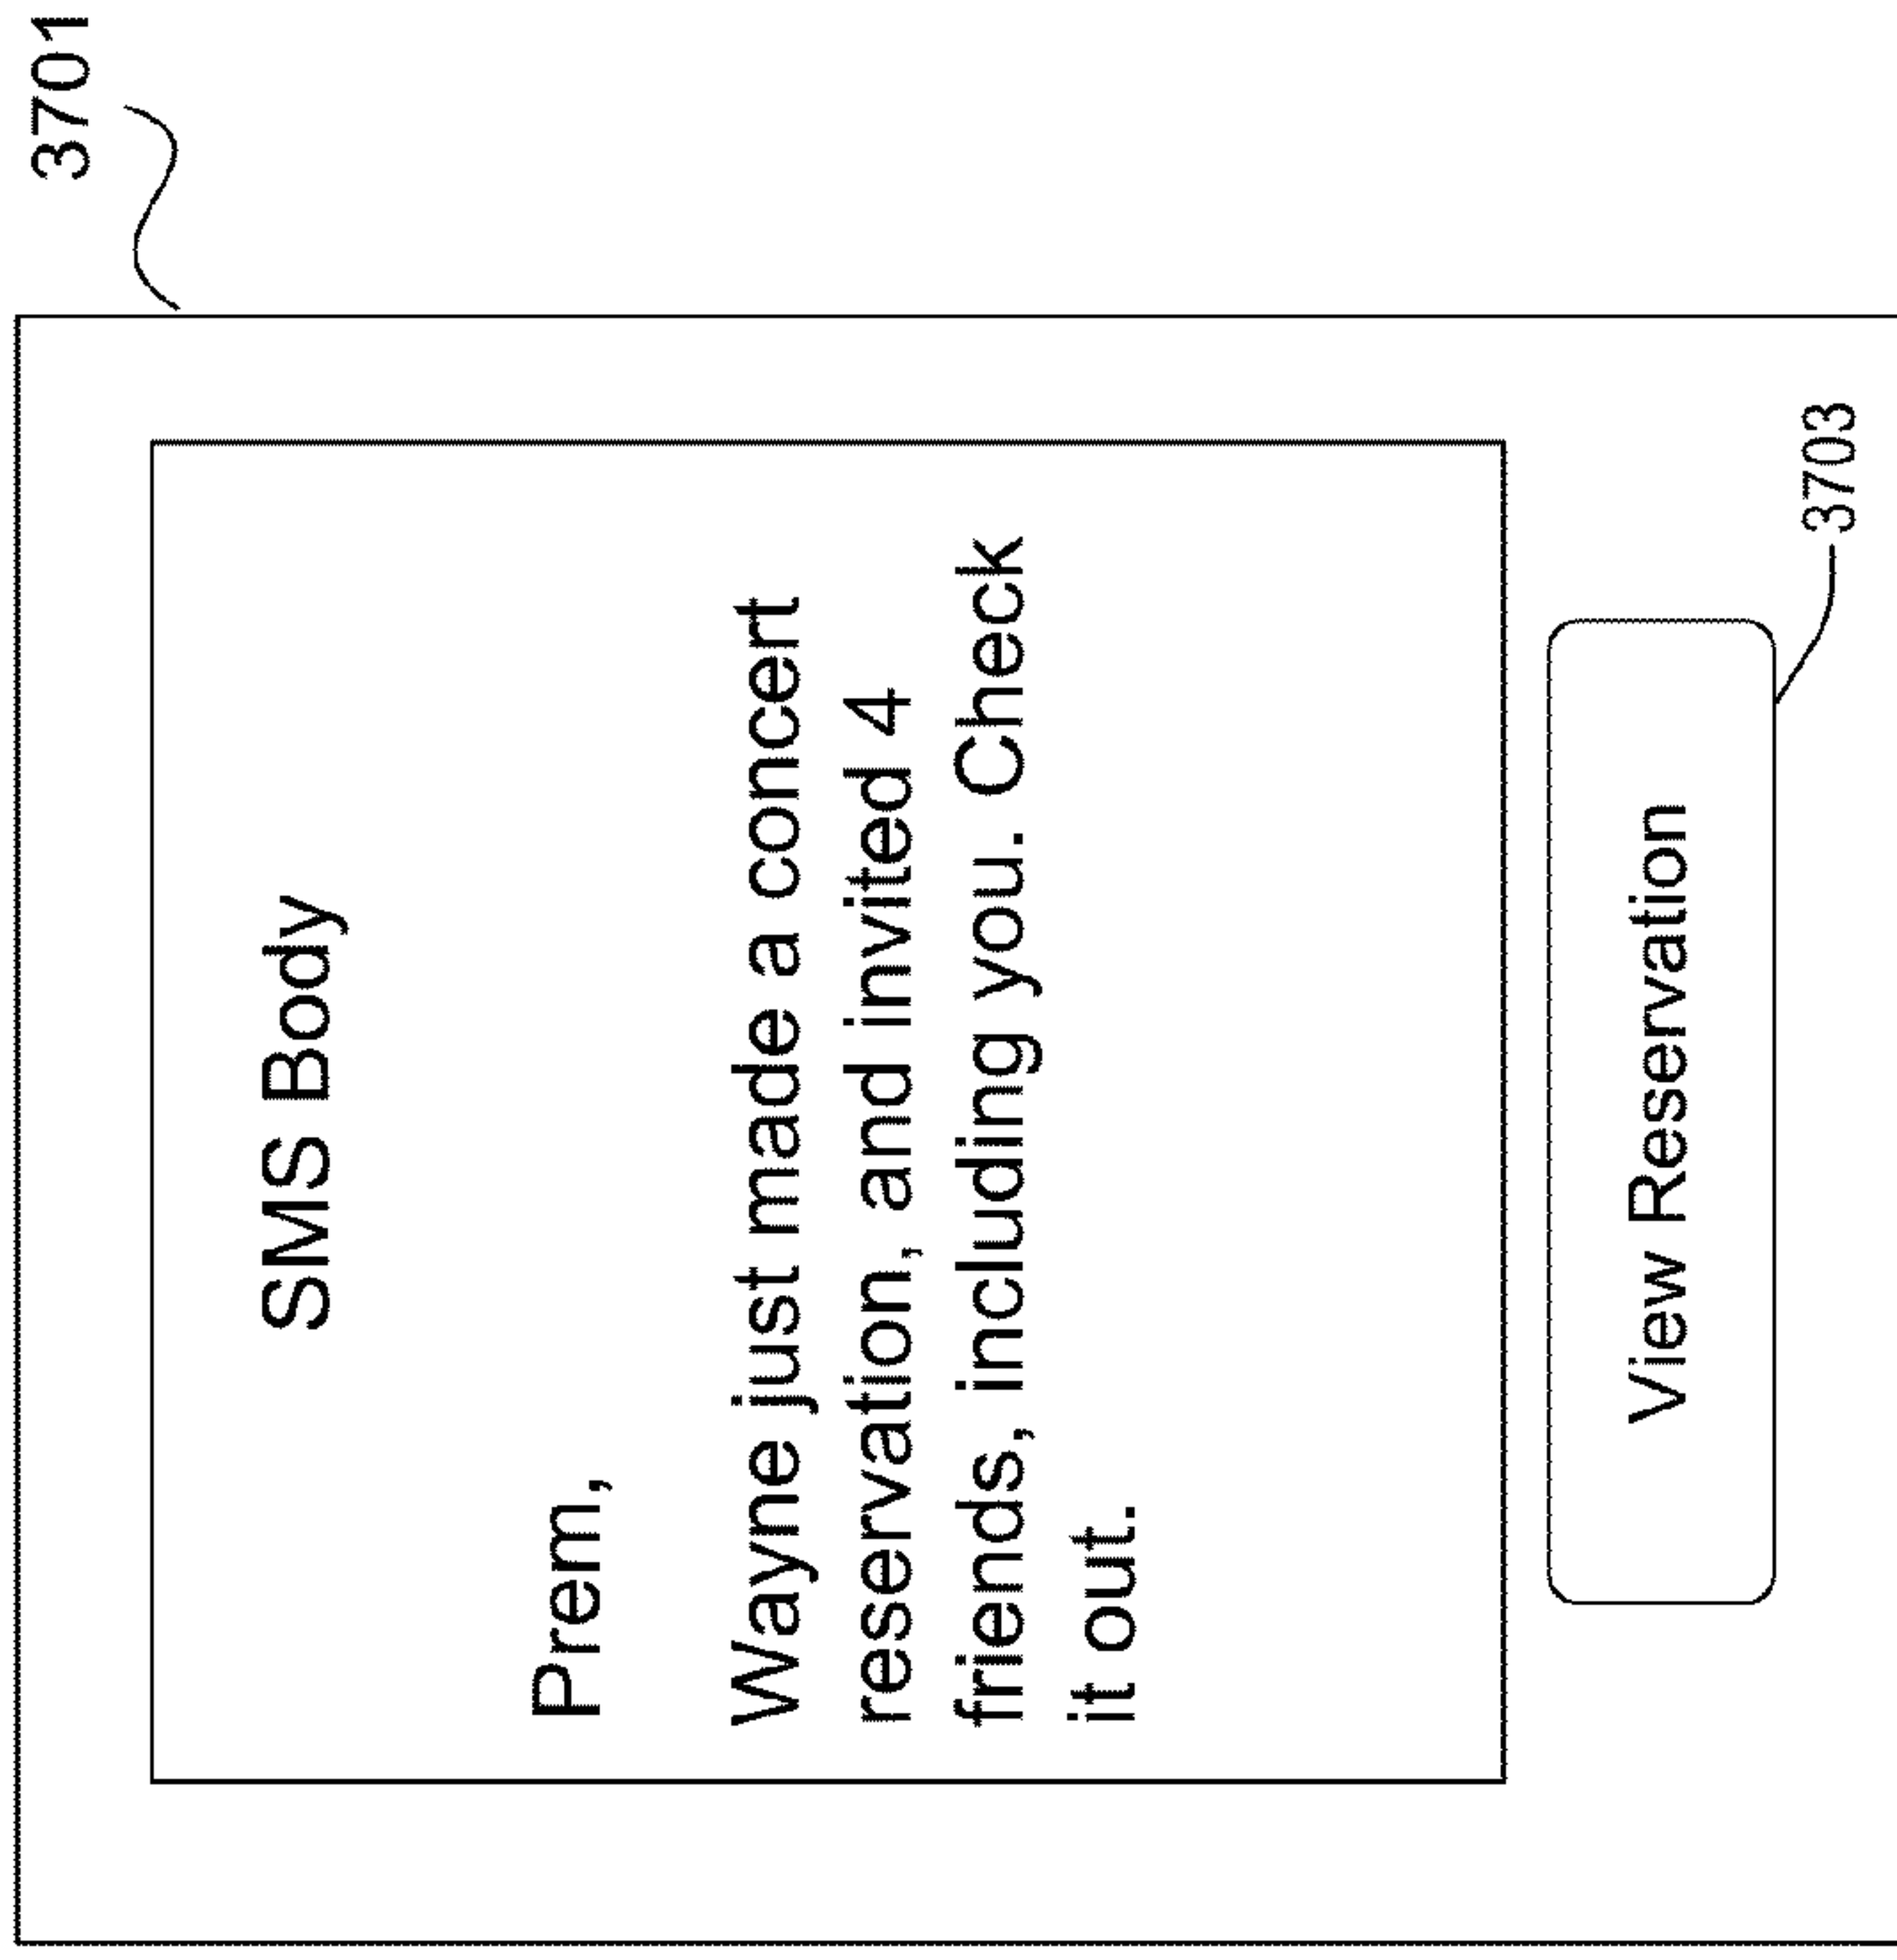 3701
SMS Body
Prem,
Wayne just made a concert
reservation, and invited 4
friends, including you. Check
it out.
View Reservation
3703